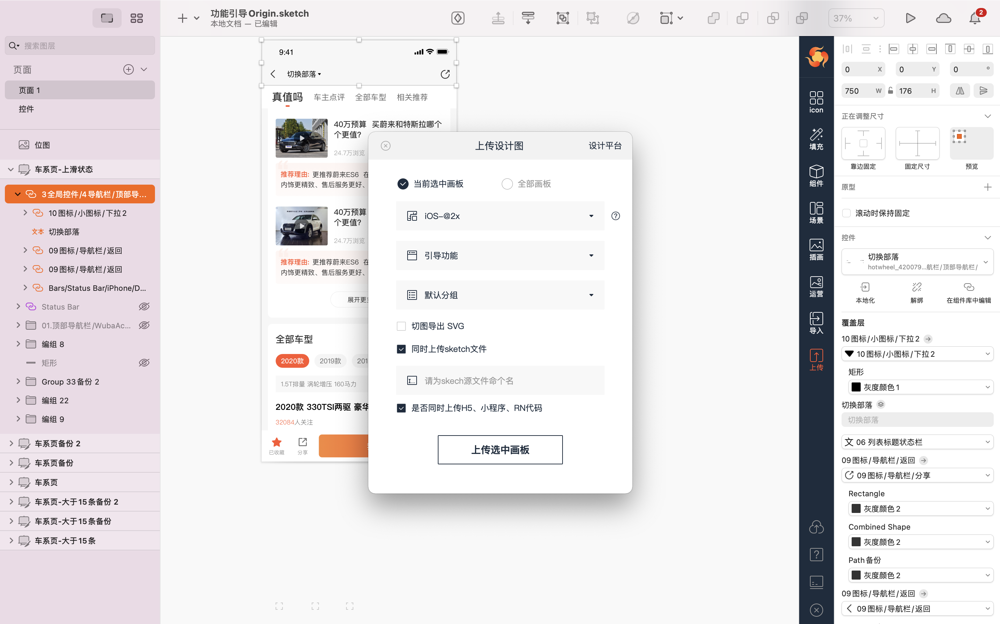 功能引导Origin.sketch
本地文档 — 已编辑
37%
2
搜索图层
页面
页面 1
控件
位图
车系页-上滑状态
3全局控件/4导航栏/顶部导...
10图标/小图标/下拉2
文本 切换部落
09图标/导航栏/返回
09图标/导航栏/返回
Bars/Status Bar/iPhone/D...
Status Bar
01.顶部导航栏/WubaAc...
编组 8
矩形
Group 33备份 2
编组 22
编组 9
车系页备份 2
车系页备份
车系页
车系页-大于15条备份 2
车系页-大于15条备份
车系页-大于15条
9:41
切换部落
真值吗 车主点评 全部车型 相关推荐
40万预算 买蔚来和特斯拉哪个
个更值?
24.7万浏览
推荐理由: 更推荐蔚来ES6 在
内饰更精致、售后服务更好、
40万预算
个更值?
24.7万浏览
推荐理由: 更推荐蔚来ES6 在
内饰更精致、售后服务更好、
展开更
全部车型
2020款 2019款 201
1.5T排量 涡轮增压 160马力
2020款 330TSI两驱 豪华
32084人关注
已收藏 分享
上传设计图
设计平台
当前选中画板 全部画板
iOS-@2x
引导功能
默认分组
切图导出 SVG
同时上传sketch文件
请为skech源文件命个名
是否同时上传H5、小程序、RN代码
上传选中画板
icon
填充
组件
场景
插画
运营
导入
上传
0 X 0 Y 0 °
750 W 176 H
正在调整尺寸
靠边固定 固定尺寸 预览
原型
滚动时保持固定
控件
切换部落
hotwheel_420079...航栏/顶部导航栏/
本地化 解绑 在组件库中编辑
覆盖层
10图标/小图标/下拉2
10图标/小图标/下拉2
矩形
灰度颜色1
切换部落
切换部落
文 06 列表标题状态栏
09图标/导航栏/返回
09图标/导航栏/分享
Rectangle
灰度颜色2
Combined Shape
灰度颜色2
Path备份
灰度颜色2
09图标/导航栏/返回
09图标/导航栏/返回